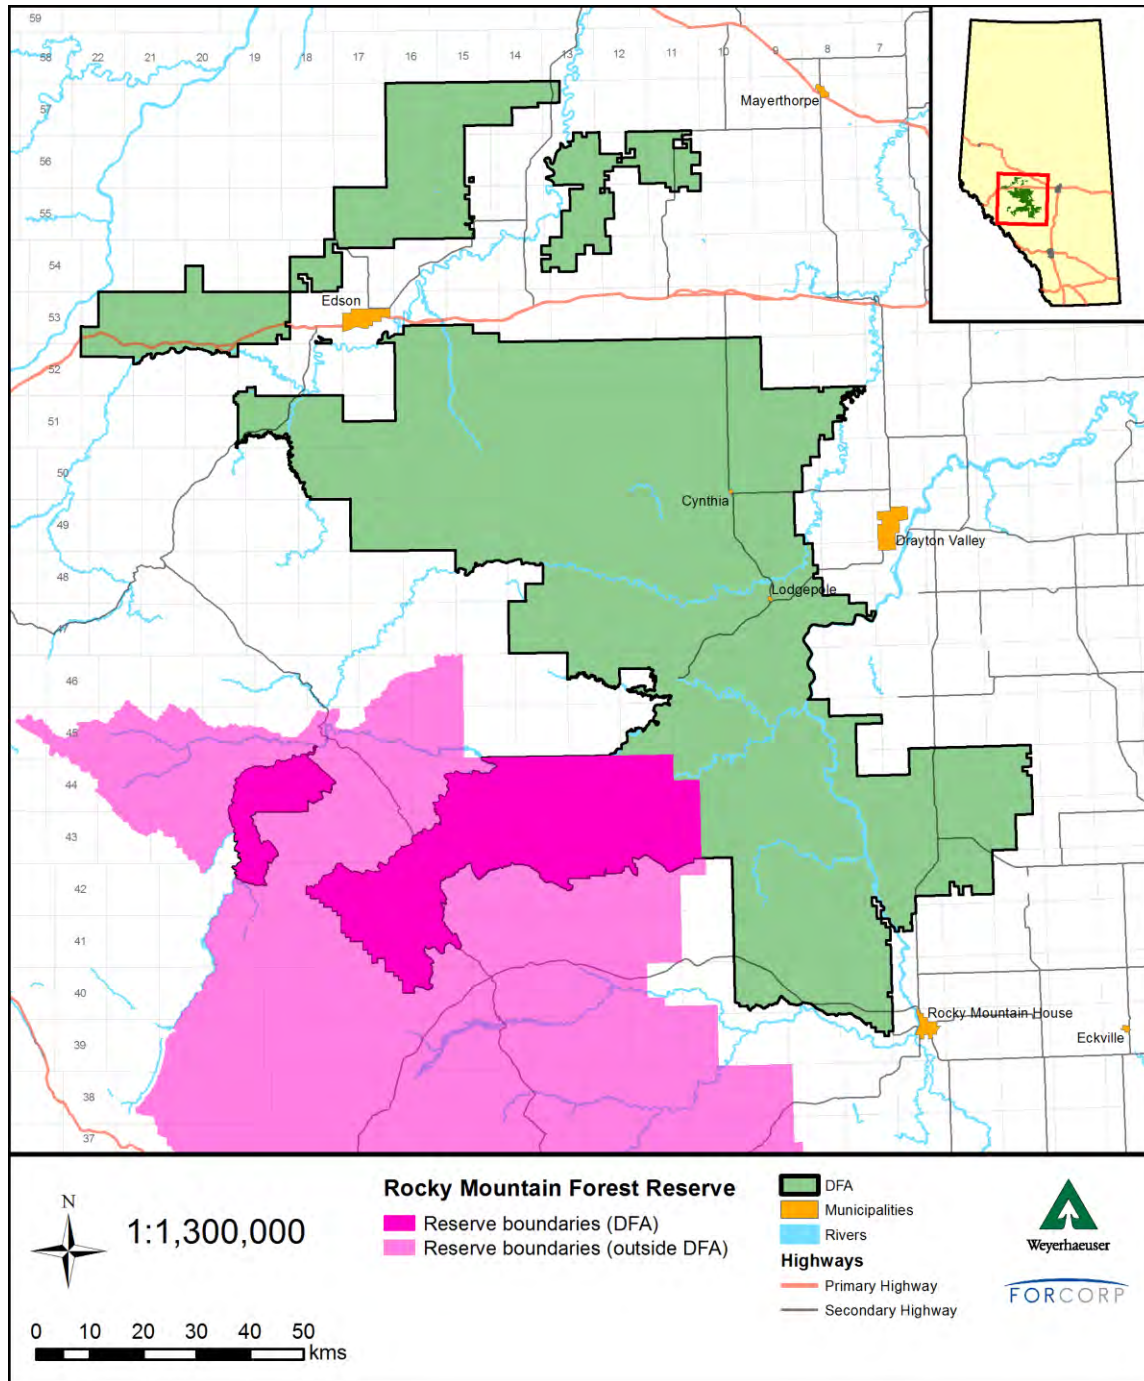 59
58
57
56
55
54
53
52
51
50
49
48
47
46
45
44
43
42
41
40
39
38
37
22
21
20
19
18
17
16
15
14
13
12
11
10
9
8
7
Mayerthorpe
Edson
Cynthia
Drayton Valley
Lodgepole
Rocky Mountain House
Eckville
N
1:1,300,000
0 10 20 30 40 50
kms
Rocky Mountain Forest Reserve
Reserve boundaries (DFA)
Reserve boundaries (outside DFA)
DFA
Municipalities
Rivers
Highways
Primary Highway
Secondary Highway
Weyerhaeuser
FORCORP